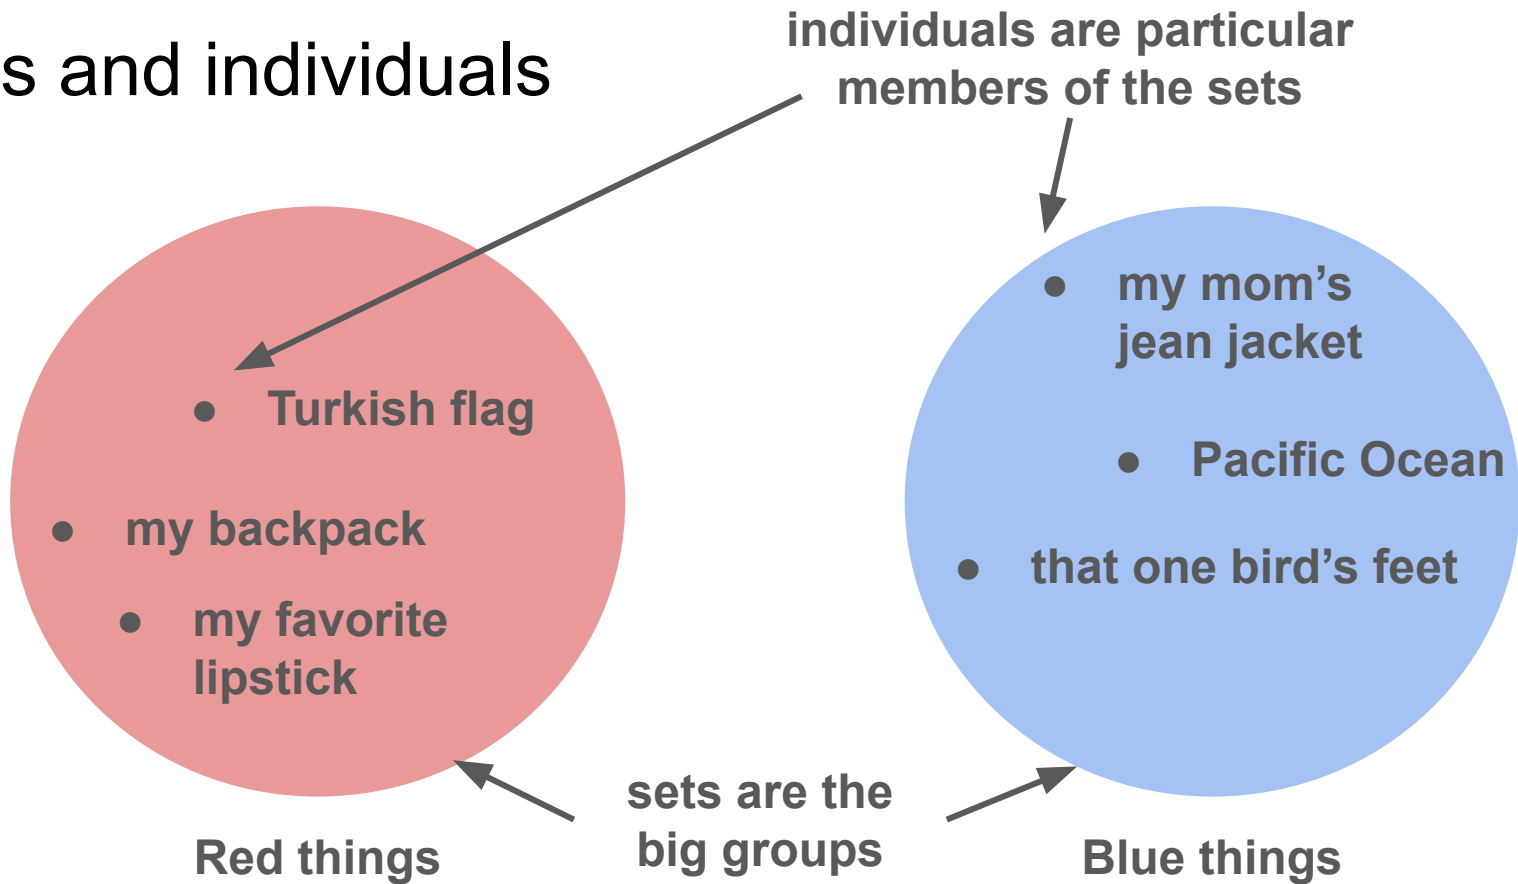 s and individuals
individuals are particular
members of the sets
my mom’s
jean jacket
Turkish flag
Pacific Ocean
my backpack
that one bird’s feet
my favorite
lipstick
sets are the
big groups
Red things
Blue things